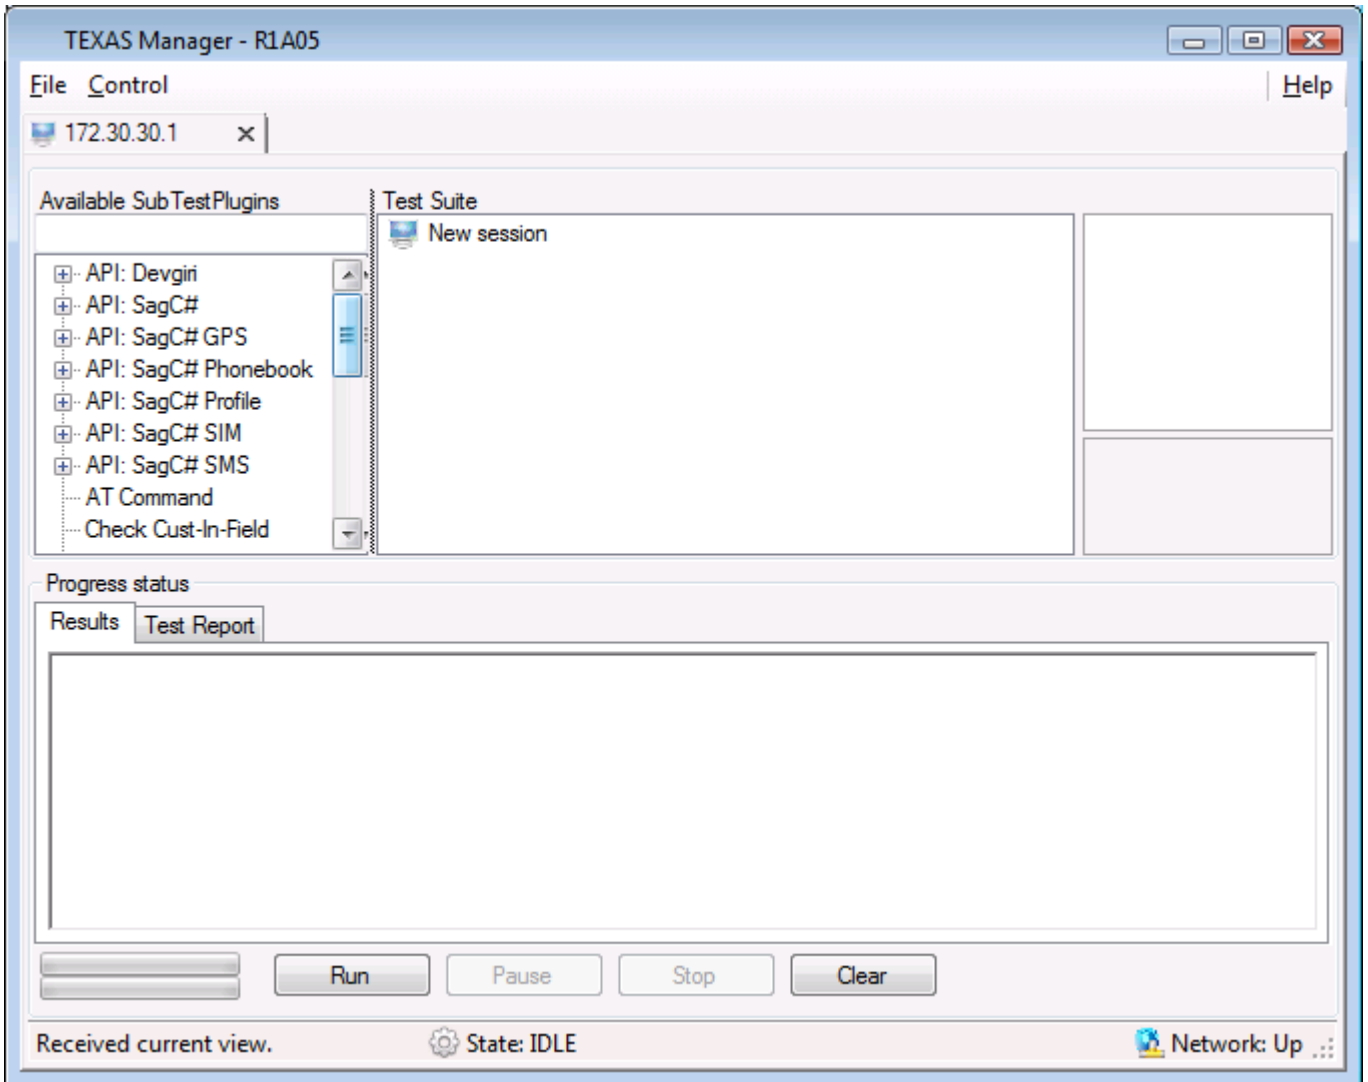 TEXAS Manager - R1A05
File Control Help
172.30.30.1
Available SubTestPlugins
Test Suite
New session
API: Devgiri
API: SagC#
API: SagC# GPS
API: SagC# Phonebook
API: SagC# Profile
API: SagC# SIM
API: SagC# SMS
AT Command
Check Cust-In-Field
Progress status
Results Test Report
Run Pause Stop Clear
Received current view. State: IDLE Network: Up